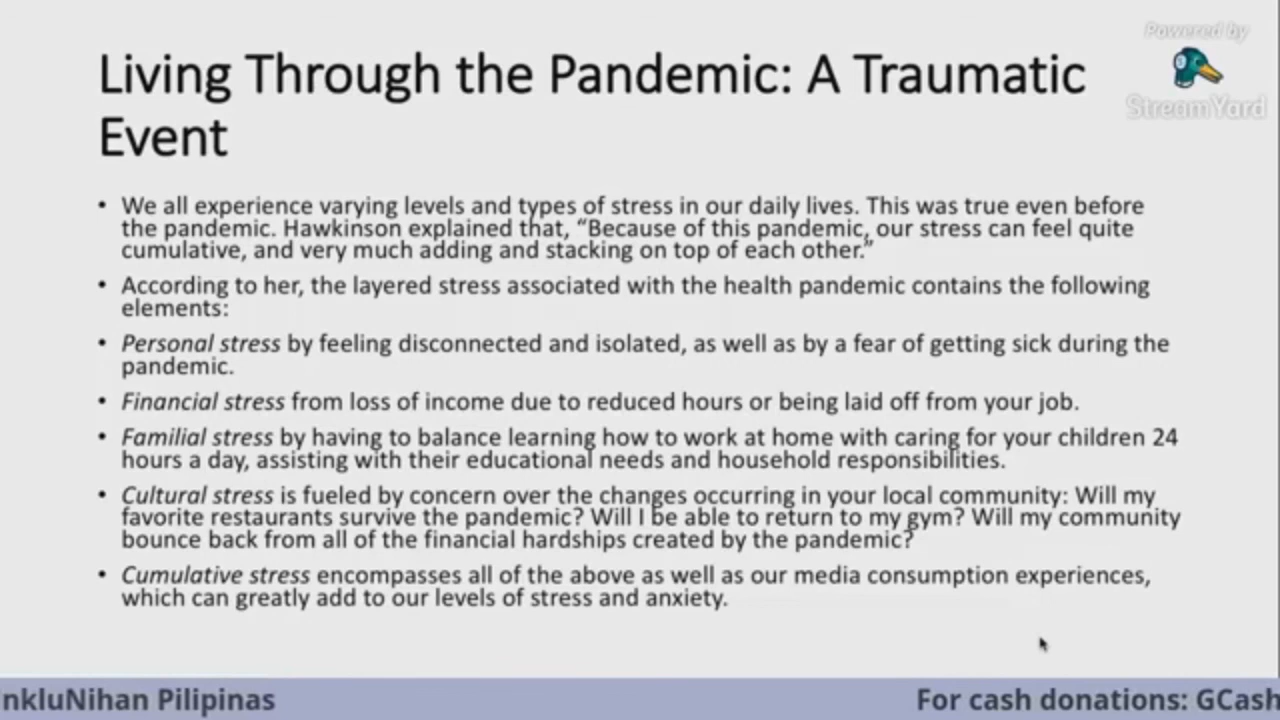 Powered by
StreamYard
Living Through the Pandemic: A Traumatic
Event
• We all experience varying levels and types of stress in our daily lives. This was true even before
the pandemic. Hawkinson explained that, “Because of this pandemic, our stress can feel quite
cumulative, and very much adding and stacking on top of each other.”
• According to her, the layered stress associated with the health pandemic contains the following
elements:
• Personal stress by feeling disconnected and isolated, as well as by a fear of getting sick during the
pandemic.
• Financial stress from loss of income due to reduced hours or being laid off from your job.
• Familial stress by having to balance learning how to work at home with caring for your children 24
hours a day, assisting with their educational needs and household responsibilities.
• Cultural stress is fueled by concern over the changes occurring in your local community: Will my
favorite restaurants survive the pandemic? Will I be able to return to my gym? Will my community
bounce back from all of the financial hardships created by the pandemic?
• Cumulative stress encompasses all of the above as well as our media consumption experiences,
which can greatly add to our levels of stress and anxiety.
nkluNihan Pilipinas For cash donations: GCash